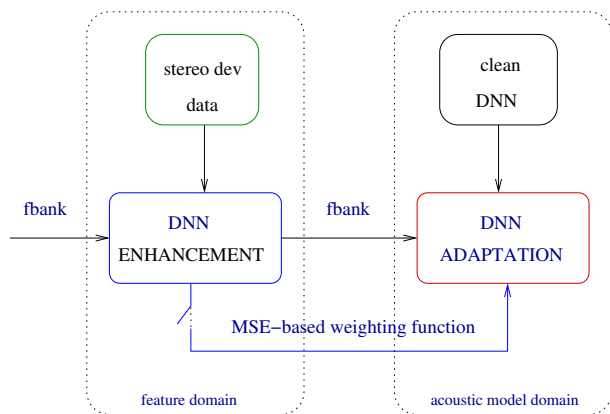 stereo dev
data
clean
DNN
fbank
DNN
ENHANCEMENT
fbank
DNN
ADAPTATION
MSE−based weighting function
feature domain
acoustic model domain